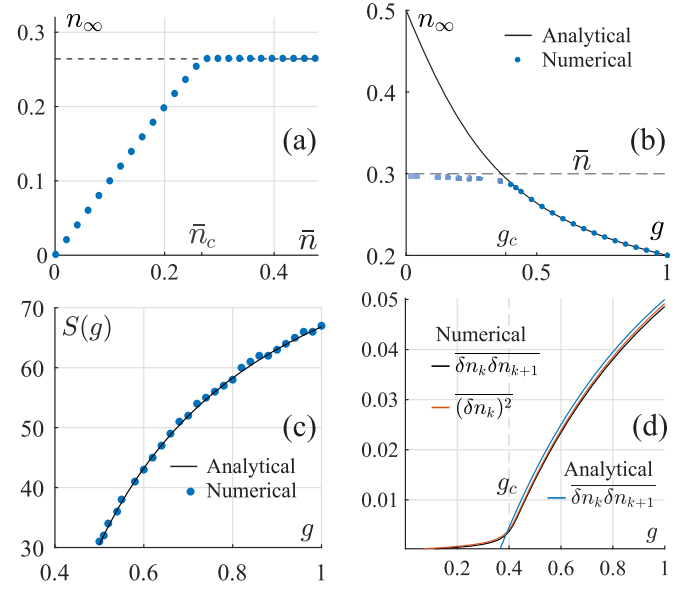 n∞
0.3
0.2
0.1
0
(a)
n̄c
n̄
0
0.2
0.4
0.5
n∞
Analytical
Numerical
0.4
(b)
n̄
0.3
gc
g
0.2
0
0.5
1
70
S(g)
60
50
(c)
Analytical
40
Numerical
g
30
0.4
0.6
0.8
1
0.05
Numerical
δnkδnk+1
0.04
(δnk)²
0.03
(d)
0.02
gc
Analytical
δnkδnk+1
0.01
g
0.2
0.4
0.6
0.8
1